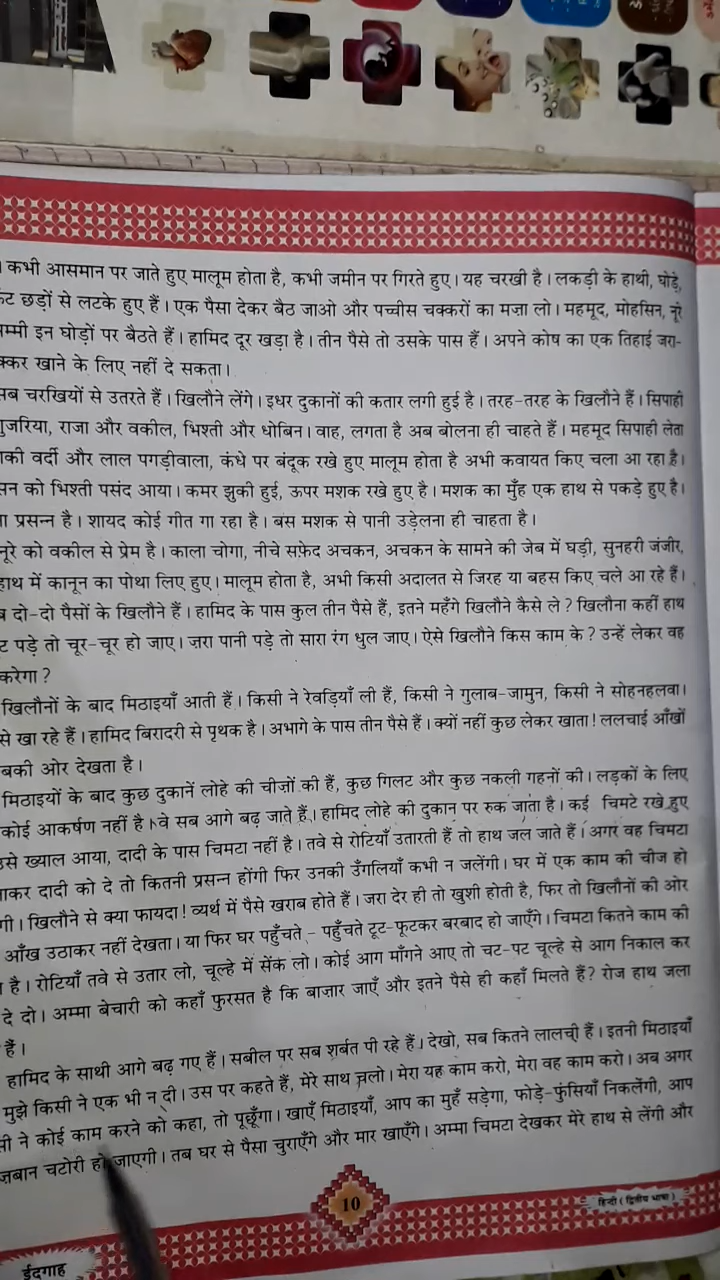 । कभी आसमान पर जाते हुए मालूम होता है, कभी जमीन पर गिरते हुए। यह चरखी है। लकड़ी के हाथी, घोड़े,
छड़ों से लटके हुए हैं। एक पैसा देकर बैठ जाओ और पच्चीस चक्करों का मज़ा लो। महमूद, मोहसिन, नूरे
म्मी इन घोड़ों पर बैठते हैं। हामिद दूर खड़ा है। तीन पैसे तो उसके पास हैं। अपने कोष का एक तिहाई जरा-
क्कर खाने के लिए नहीं दे सकता।
सब चरखियों से उतरते हैं। खिलौने लेंगे। इधर दुकानों की कतार लगी हुई है। तरह-तरह के खिलौने हैं। सिपाही
गुजरिया, राजा और वकील, भिश्ती और धोबिन। वाह, लगता है अब बोलना ही चाहते हैं। महमूद सिपाही लेता
की वर्दी और लाल पगड़ीवाला, कंधे पर बंदूक रखे हुए मालूम होता है अभी कवायत किए चला आ रहा है।
सन को भिश्ती पसंद आया। कमर झुकी हुई, ऊपर मशक रखे हुए है। मशक का मुँह एक हाथ से पकड़े हुए है।
प्रसन्न है। शायद कोई गीत गा रहा है। बस मशक से पानी उड़ेलना ही चाहता है।
नूरे को वकील से प्रेम है। काला चोगा, नीचे सफ़ेद अचकन, अचकन के सामने की जेब में घड़ी, सुनहरी जंजीर,
हाथ में कानून का पोथा लिए हुए। मालूम होता है, अभी किसी अदालत से जिरह या बहस किए चले आ रहे हैं।
दो-दो पैसों के खिलौने हैं। हामिद के पास कुल तीन पैसे हैं, इतने महँगे खिलौने कैसे ले? खिलौना कहीं हाथ
पड़े तो चूर-चूर हो जाए। ज़रा पानी पड़े तो सारा रंग धुल जाए। ऐसे खिलौने किस काम के? उन्हें लेकर वह
करेगा?
खिलौनों के बाद मिठाइयाँ आती हैं। किसी ने रेवड़ियाँ ली हैं, किसी ने गुलाब-जामुन, किसी ने सोहनहलवा।
से खा रहे हैं। हामिद बिरादरी से पृथक है। अभागे के पास तीन पैसे हैं। क्यों नहीं कुछ लेकर खाता! ललचाई आँखों
बकी ओर देखता है।
मिठाइयों के बाद कुछ दुकानें लोहे की चीज़ों की हैं, कुछ गिलट और कुछ नकली गहनों की। लड़कों के लिए
कोई आकर्षण नहीं है। वे सब आगे बढ़ जाते हैं। हामिद लोहे की दुकान पर रुक जाता है। कई चिमटे रखे हुए
उसे ख्याल आया, दादी के पास चिमटा नहीं है। तवे से रोटियाँ उतारती हैं तो हाथ जल जाते हैं। अगर वह चिमटा
कर दादी को दे तो कितनी प्रसन्न होंगी फिर उनकी उँगलियाँ कभी न जलेंगी। घर में एक काम की चीज हो
गी। खिलौने से क्या फायदा! व्यर्थ में पैसे खराब होते हैं। जरा देर ही तो खुशी होती है, फिर तो खिलौनों की ओर
आँख उठाकर नहीं देखता। या फिर घर पहुँचते - पहुँचते टूट-फूटकर बरबाद हो जाएँगे। चिमटा कितने काम की
है। रोटियाँ तवे से उतार लो, चूल्हे में सेंक लो। कोई आग माँगने आए तो चट-पट चूल्हे से आग निकाल कर
दे दो। अम्मा बेचारी को कहाँ फुरसत है कि बाज़ार जाएँ और इतने पैसे ही कहाँ मिलते हैं? रोज हाथ जला
हैं।
हामिद के साथी आगे बढ़ गए हैं। सबील पर सब शर्बत पी रहे हैं। देखो, सब कितने लालची हैं। इतनी मिठाइयाँ
मुझे किसी ने एक भी न दी। उस पर कहते हैं, मेरे साथ चलो। मेरा यह काम करो, मेरा वह काम करो। अब अगर
ने कोई काम करने को कहा, तो पूछूँगा। खाएँ मिठाइयाँ, आप का मुहँ सड़ेगा, फोड़े-फुंसियाँ निकलेंगी, आप
ज़बान चटोरी हो जाएगी। तब घर से पैसा चुराएँगे और मार खाएँगे। अम्मा चिमटा देखकर मेरे हाथ से लेंगी और
10
हिन्दी (द्वितीय भाषा)
ईदगाह